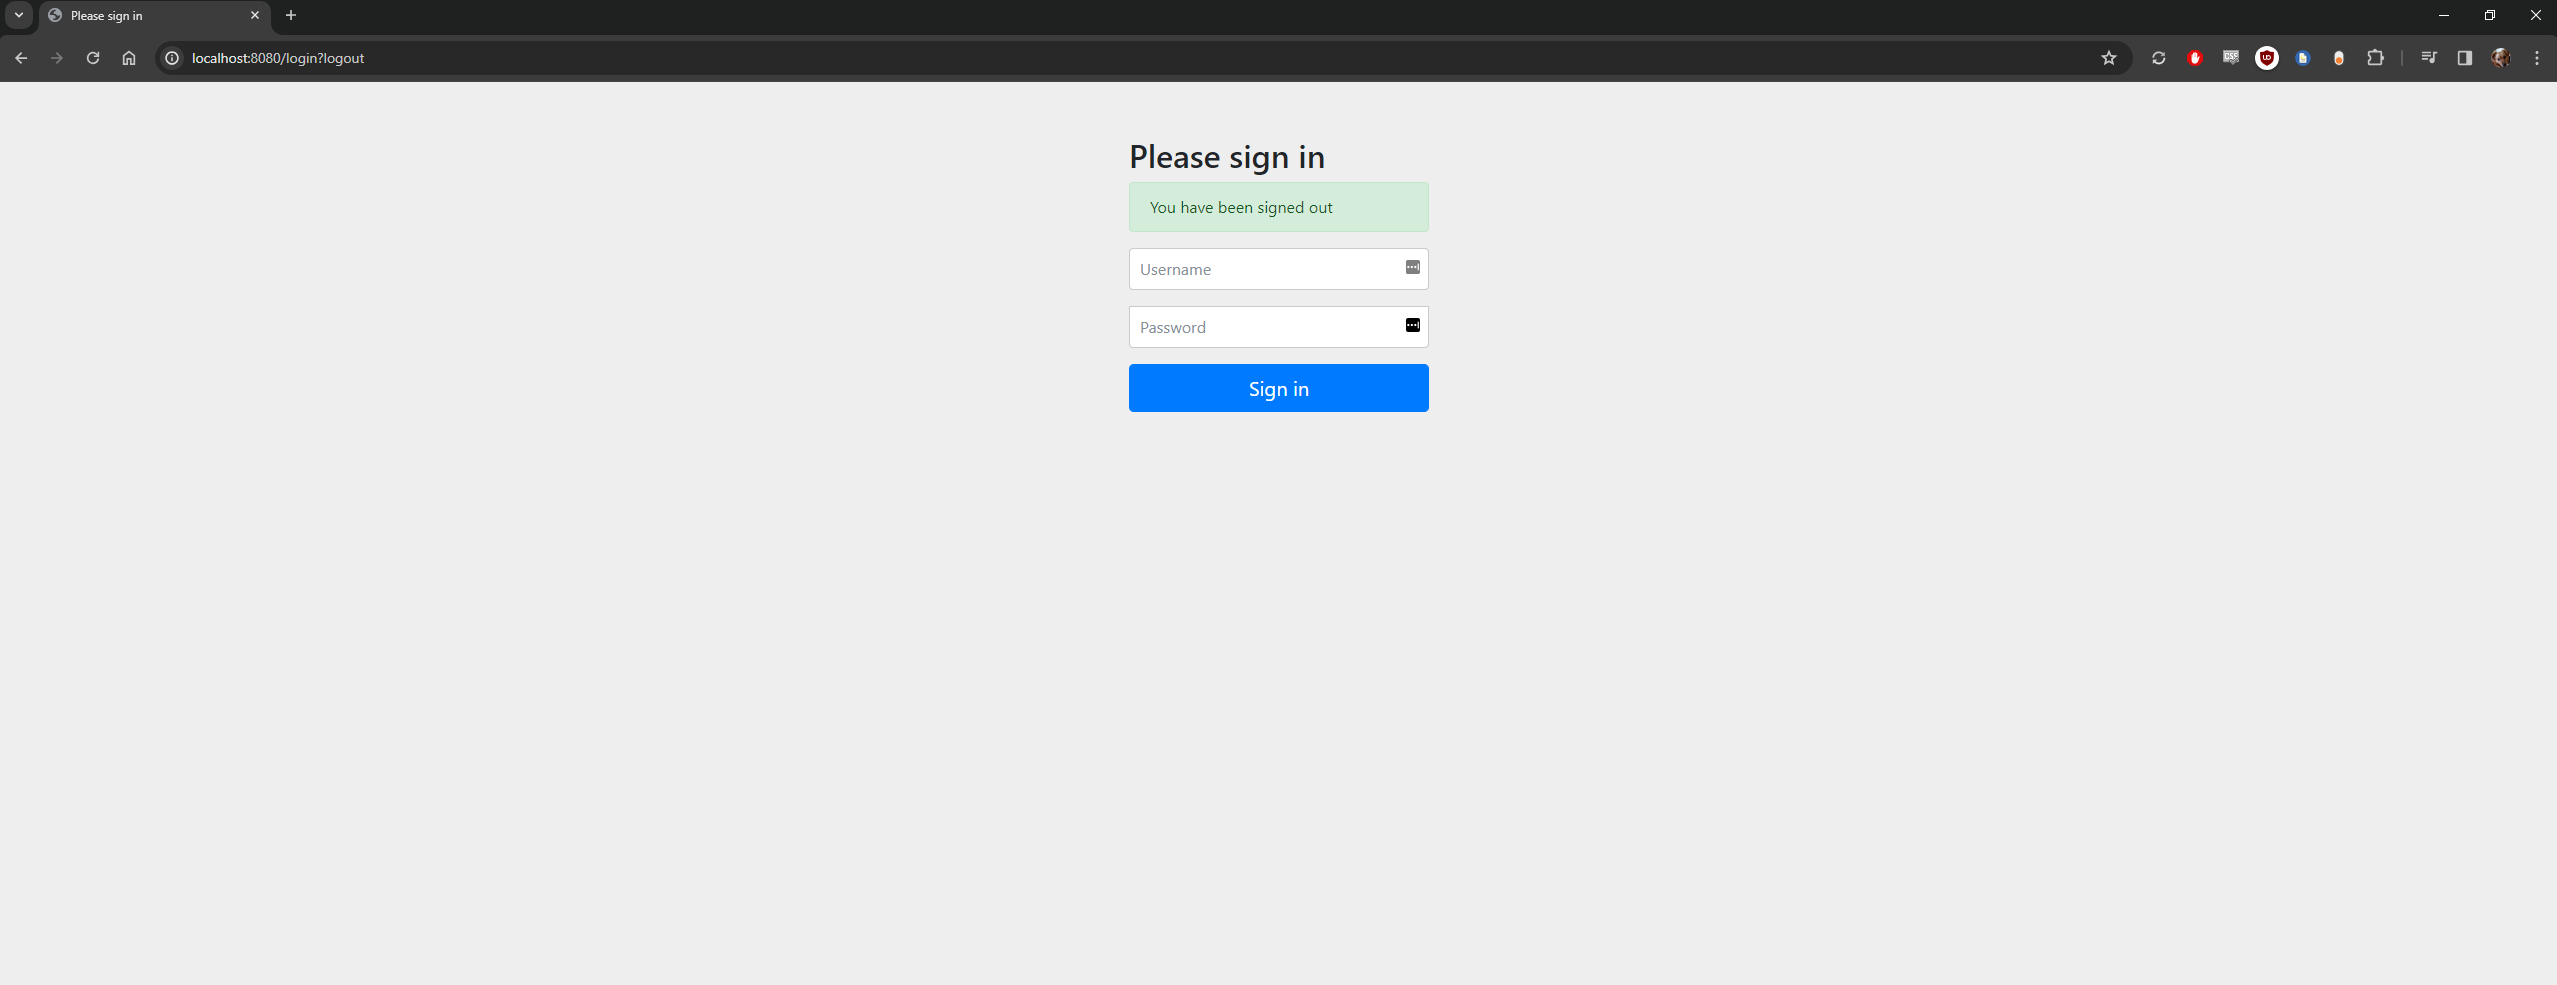 Please sign in
localhost:8080/login?logout
Please sign in
You have been signed out
Username
Password
Sign in